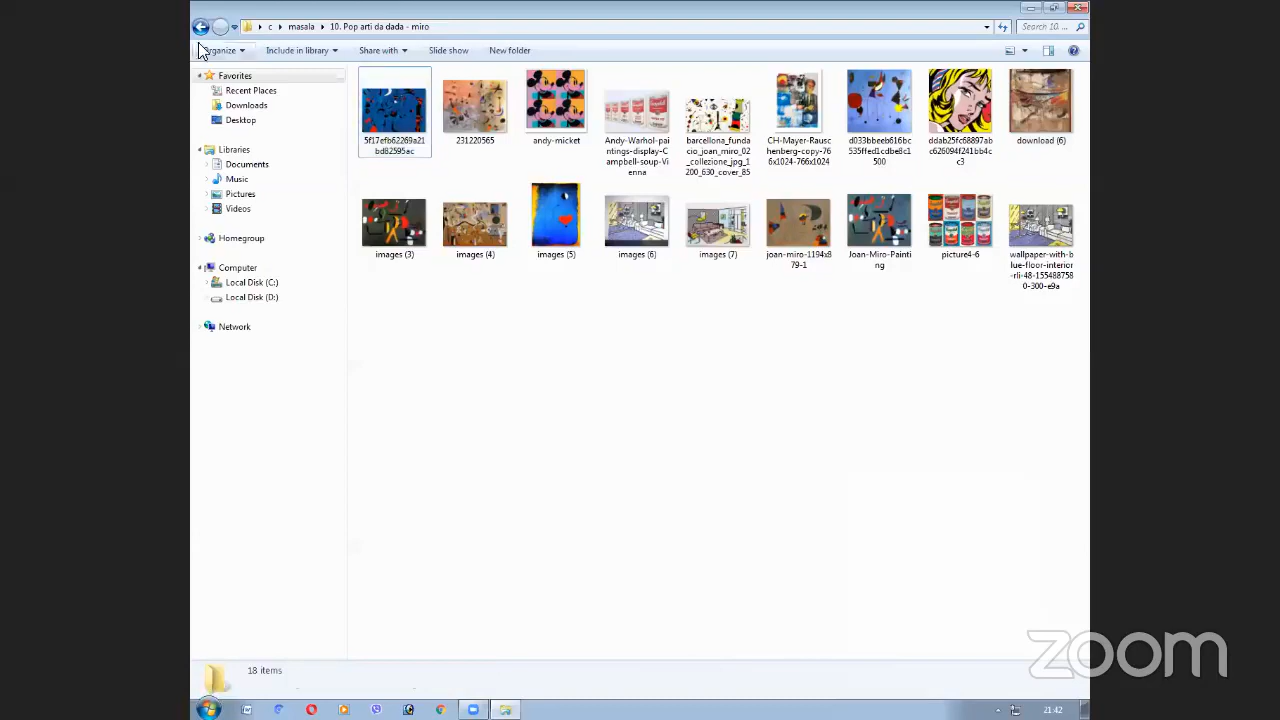 c ▸ masala ▸ 10. Pop arti da dada - miro
Search 10. ...
Organize
Include in library
Share with
Slide show
New folder
Favorites
Recent Places
Downloads
Desktop
Libraries
Documents
Music
Pictures
Videos
Homegroup
Computer
Local Disk (C:)
Local Disk (D:)
Network
5f17efb62269a21
bd82595ac
231220565
andy-micket
Andy-Warhol-pai
ntings-display-C
ampbell-soup-Vi
enna
barcellona_funda
cio_joan_miro_02
_collezione_jpg_1
200_630_cover_85
CH-Mayer-Rausc
henberg-copy-76
6x1024-766x1024
d033bbeeb616bc
535ffed1cdbe8c1
500
ddab25fc68897ab
c626094f241bb4c
c3
download (6)
images (3)
images (4)
images (5)
images (6)
images (7)
joan-miro-1194x8
79-1
Joan-Miro-Painti
ng
picture4-6
wallpaper-with-b
lue-floor-interior
-rli-48-155488758
0-300-e9a
18 items
zoom
21:42